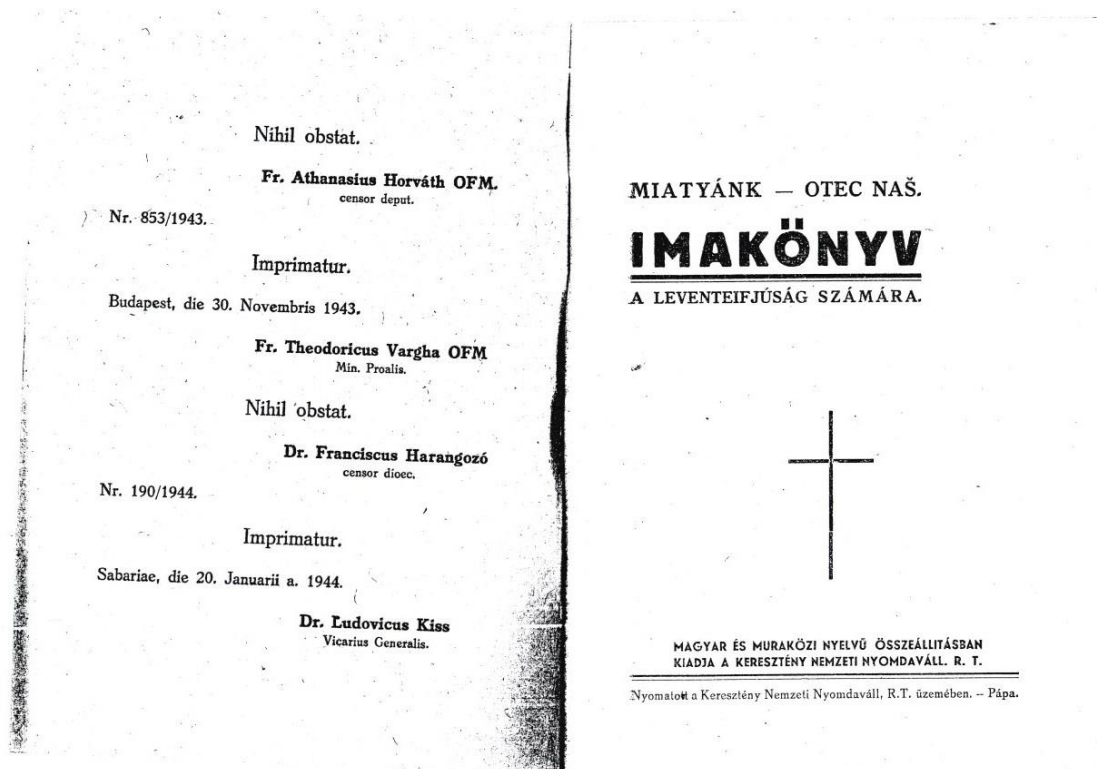 Nihil obstat.
Fr. Athanasius Horváth OFM.
censor deput.
Nr. 853/1943.
Imprimatur.
Budapest, die 30. Novembris 1943.
Fr. Theodoricus Vargha OFM
Min. Proalis.
Nihil obstat.
Dr. Franciscus Harangozó
censor dioec.
Nr. 190/1944.
Imprimatur.
Sabariae, die 20. Januarii a. 1944.
Dr. Ľudovicus Kiss
Vicarius Generalis.
MIATYÁNK — OTEC NAŠ.
IMAKÖNYV
A LEVENTEIFJÚSÁG SZÁMÁRA.
MAGYAR ÉS MURAKÖZI NYELVŰ ÖSSZEÁLLITÁSBAN
KIADJA A KERESZTÉNY NEMZETI NYOMDAVÁLL. R. T.
Nyomatott a Keresztény Nemzeti Nyomdaváll, R.T. üzemében. -- Pápa.